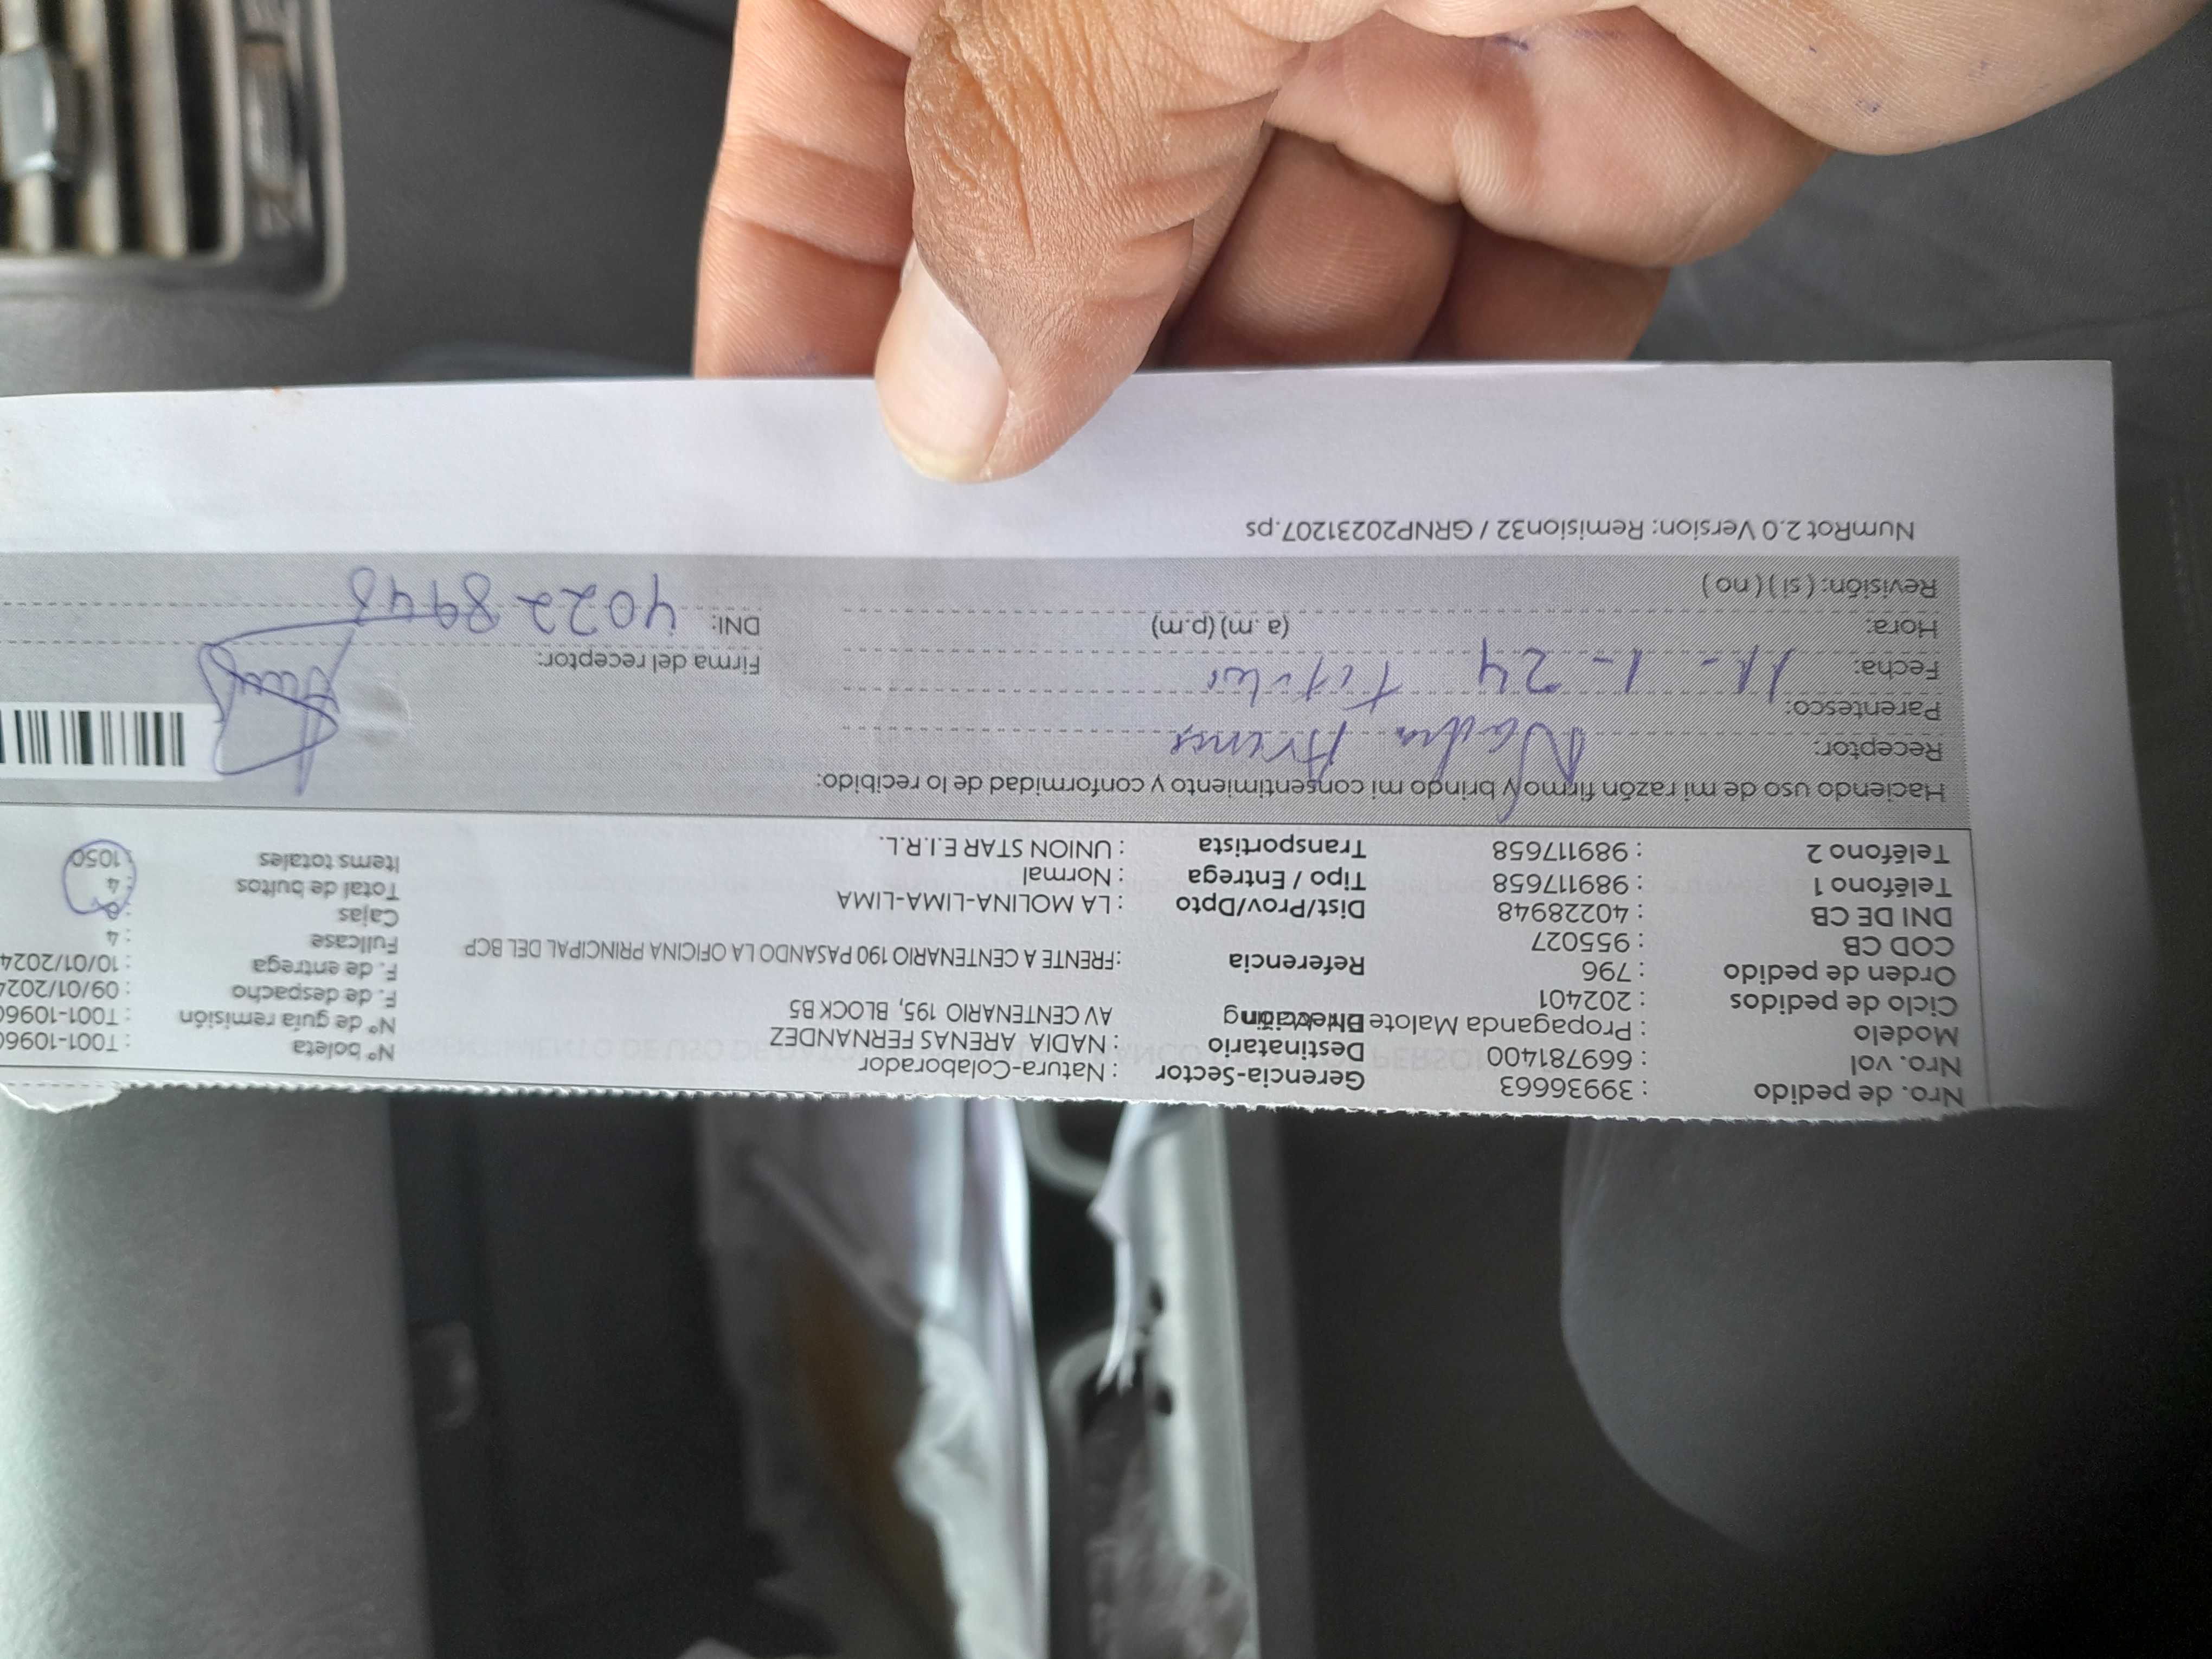 Nro. de pedido : 39936663 Gerencia-Sector : Natura-Colaborador Nº boleta : T001-10960
Nro. vol : 669781400 Destinatario : NADIA ARENAS FERNANDEZ Nº de guía remisión : T001-10960
Modelo : Propaganda Malote Dirección AV CENTENARIO 195, BLOCK B5 F. de despacho : 09/01/2024
Ciclo de pedidos : 202401 F. de entrega : 10/01/2024
Orden de pedido : 796 Referencia :FRENTE A CENTENARIO 190 PASANDO LA OFICINA PRINCIPAL DEL BCP Fullcase : 4
COD CB : 955027 Cajas : 0
DNI DE CB : 40228948 Dist/Prov/Dpto : LA MOLINA-LIMA-LIMA Total de bultos : 4
Teléfono 1 : 989117658 Tipo / Entrega : Normal Items totales : 1050
Teléfono 2 : 989117658 Transportista : UNION STAR E.I.R.L.
Haciendo uso de mi razón firmo y brindo mi consentimiento y conformidad de lo recibido:
Receptor: Nadia Arenas
Parentesco: Titular Firma del receptor:
Fecha: 11-1-24
Hora: (a.m)(p.m) DNI: 40228948
Revisión: ( si ) ( no )
NumRot 2.0 Version: Remision32 / GRNP20231207.ps